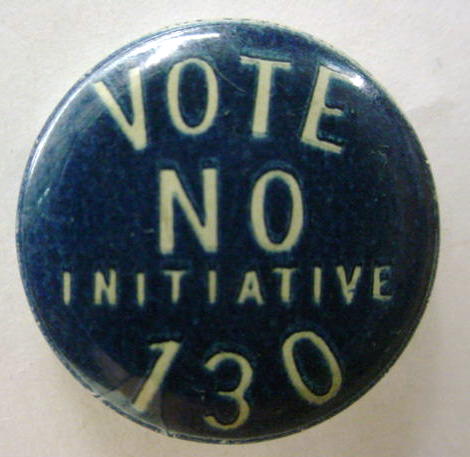 VOTE
NO
INITIATIVE
130